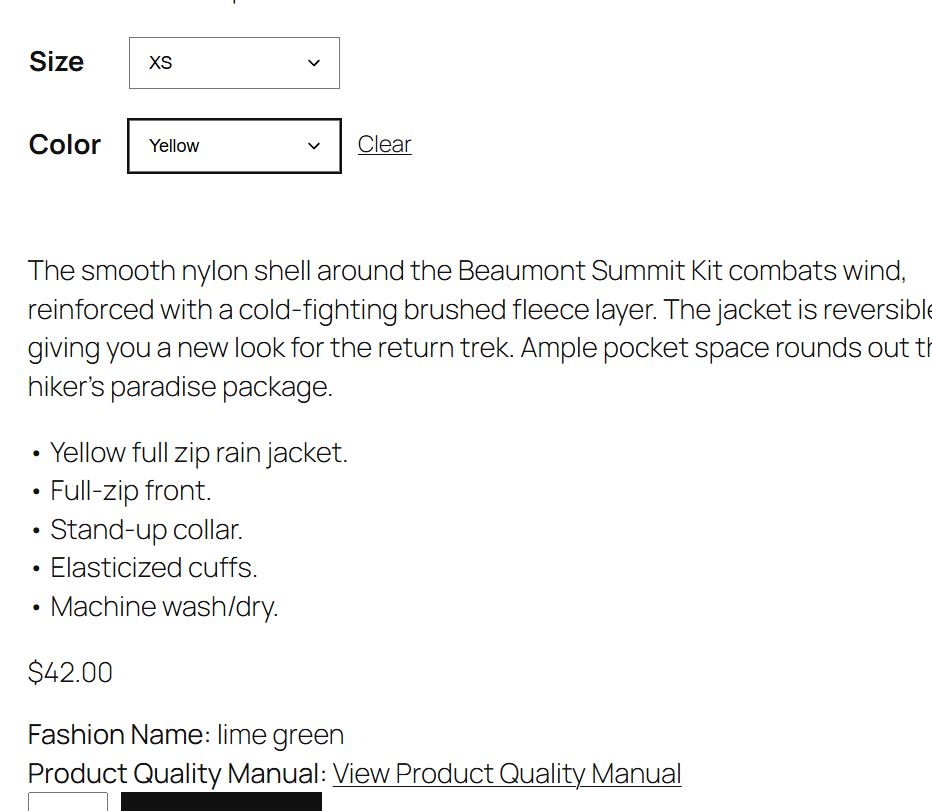 Size XS
Color Yellow Clear
The smooth nylon shell around the Beaumont Summit Kit combats wind,
reinforced with a cold-fighting brushed fleece layer. The jacket is reversible
giving you a new look for the return trek. Ample pocket space rounds out
hiker's paradise package.
• Yellow full zip rain jacket.
• Full-zip front.
• Stand-up collar.
• Elasticized cuffs.
• Machine wash/dry.
$42.00
Fashion Name: lime green
Product Quality Manual: View Product Quality Manual